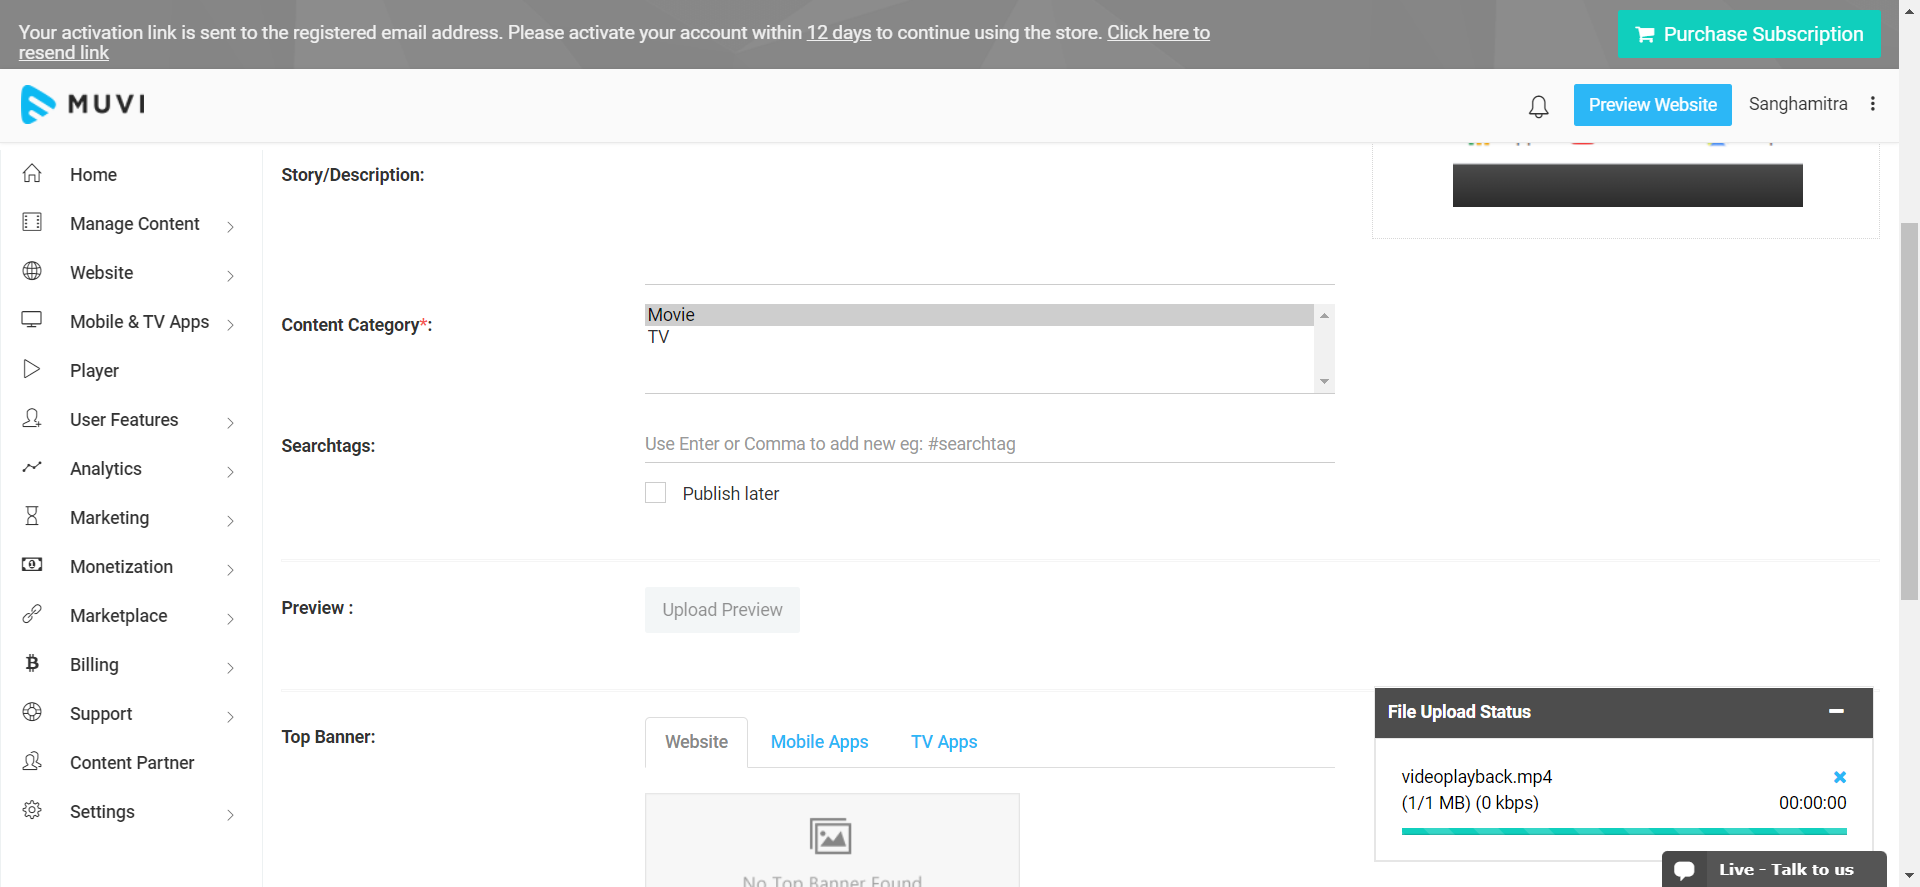 Your activation link is sent to the registered email address. Please activate your account within 12 days to continue using the store. Click here to
resend link
Purchase Subscription
MUVI
Preview Website
Sanghamitra
Home
Manage Content
Website
Mobile & TV Apps
Player
User Features
Analytics
Marketing
Monetization
Marketplace
Billing
Support
Content Partner
Settings
Story/Description:
Content Category*:
Movie
TV
Searchtags:
Use Enter or Comma to add new eg: #searchtag
Publish later
Preview :
Upload Preview
Top Banner:
Website
Mobile Apps
TV Apps
No Top Banner Found
File Upload Status
videoplayback.mp4
(1/1 MB) (0 kbps)
00:00:00
Live - Talk to us